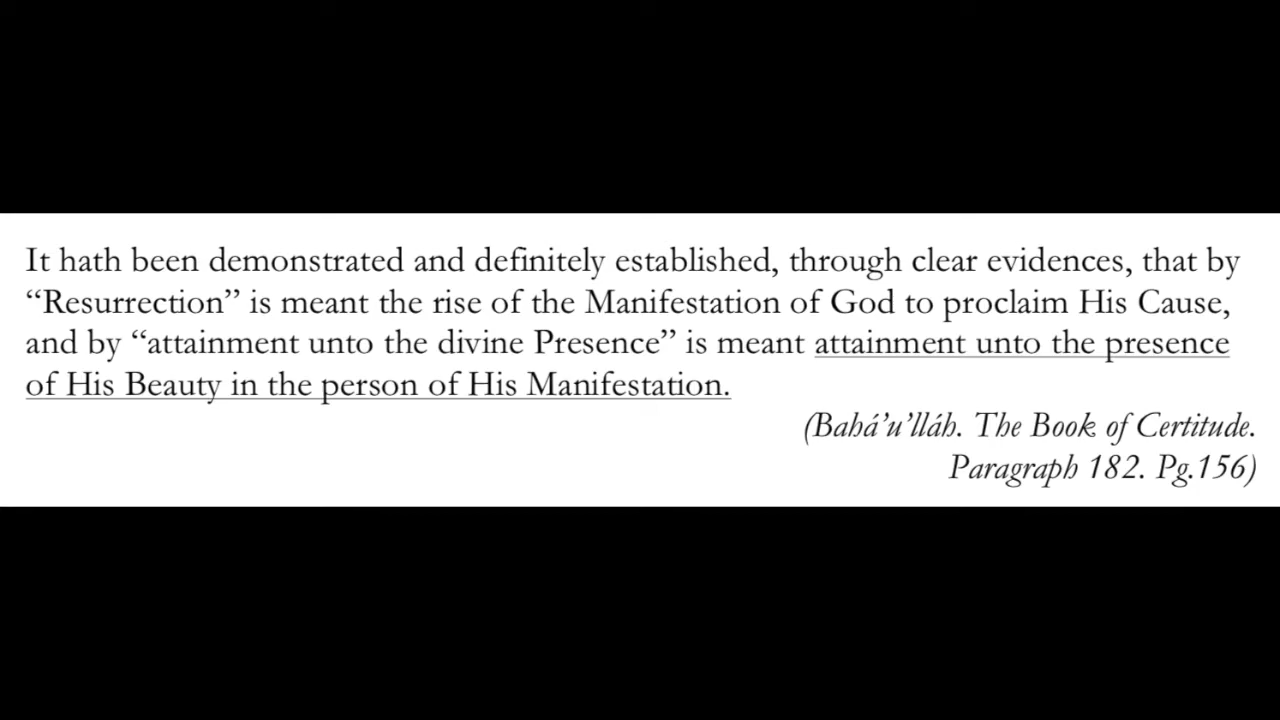 It hath been demonstrated and definitely established, through clear evidences, that by
“Resurrection” is meant the rise of the Manifestation of God to proclaim His Cause,
and by “attainment unto the divine Presence” is meant attainment unto the presence
of His Beauty in the person of His Manifestation.
(Bahá’u’lláh. The Book of Certitude.
Paragraph 182. Pg.156)